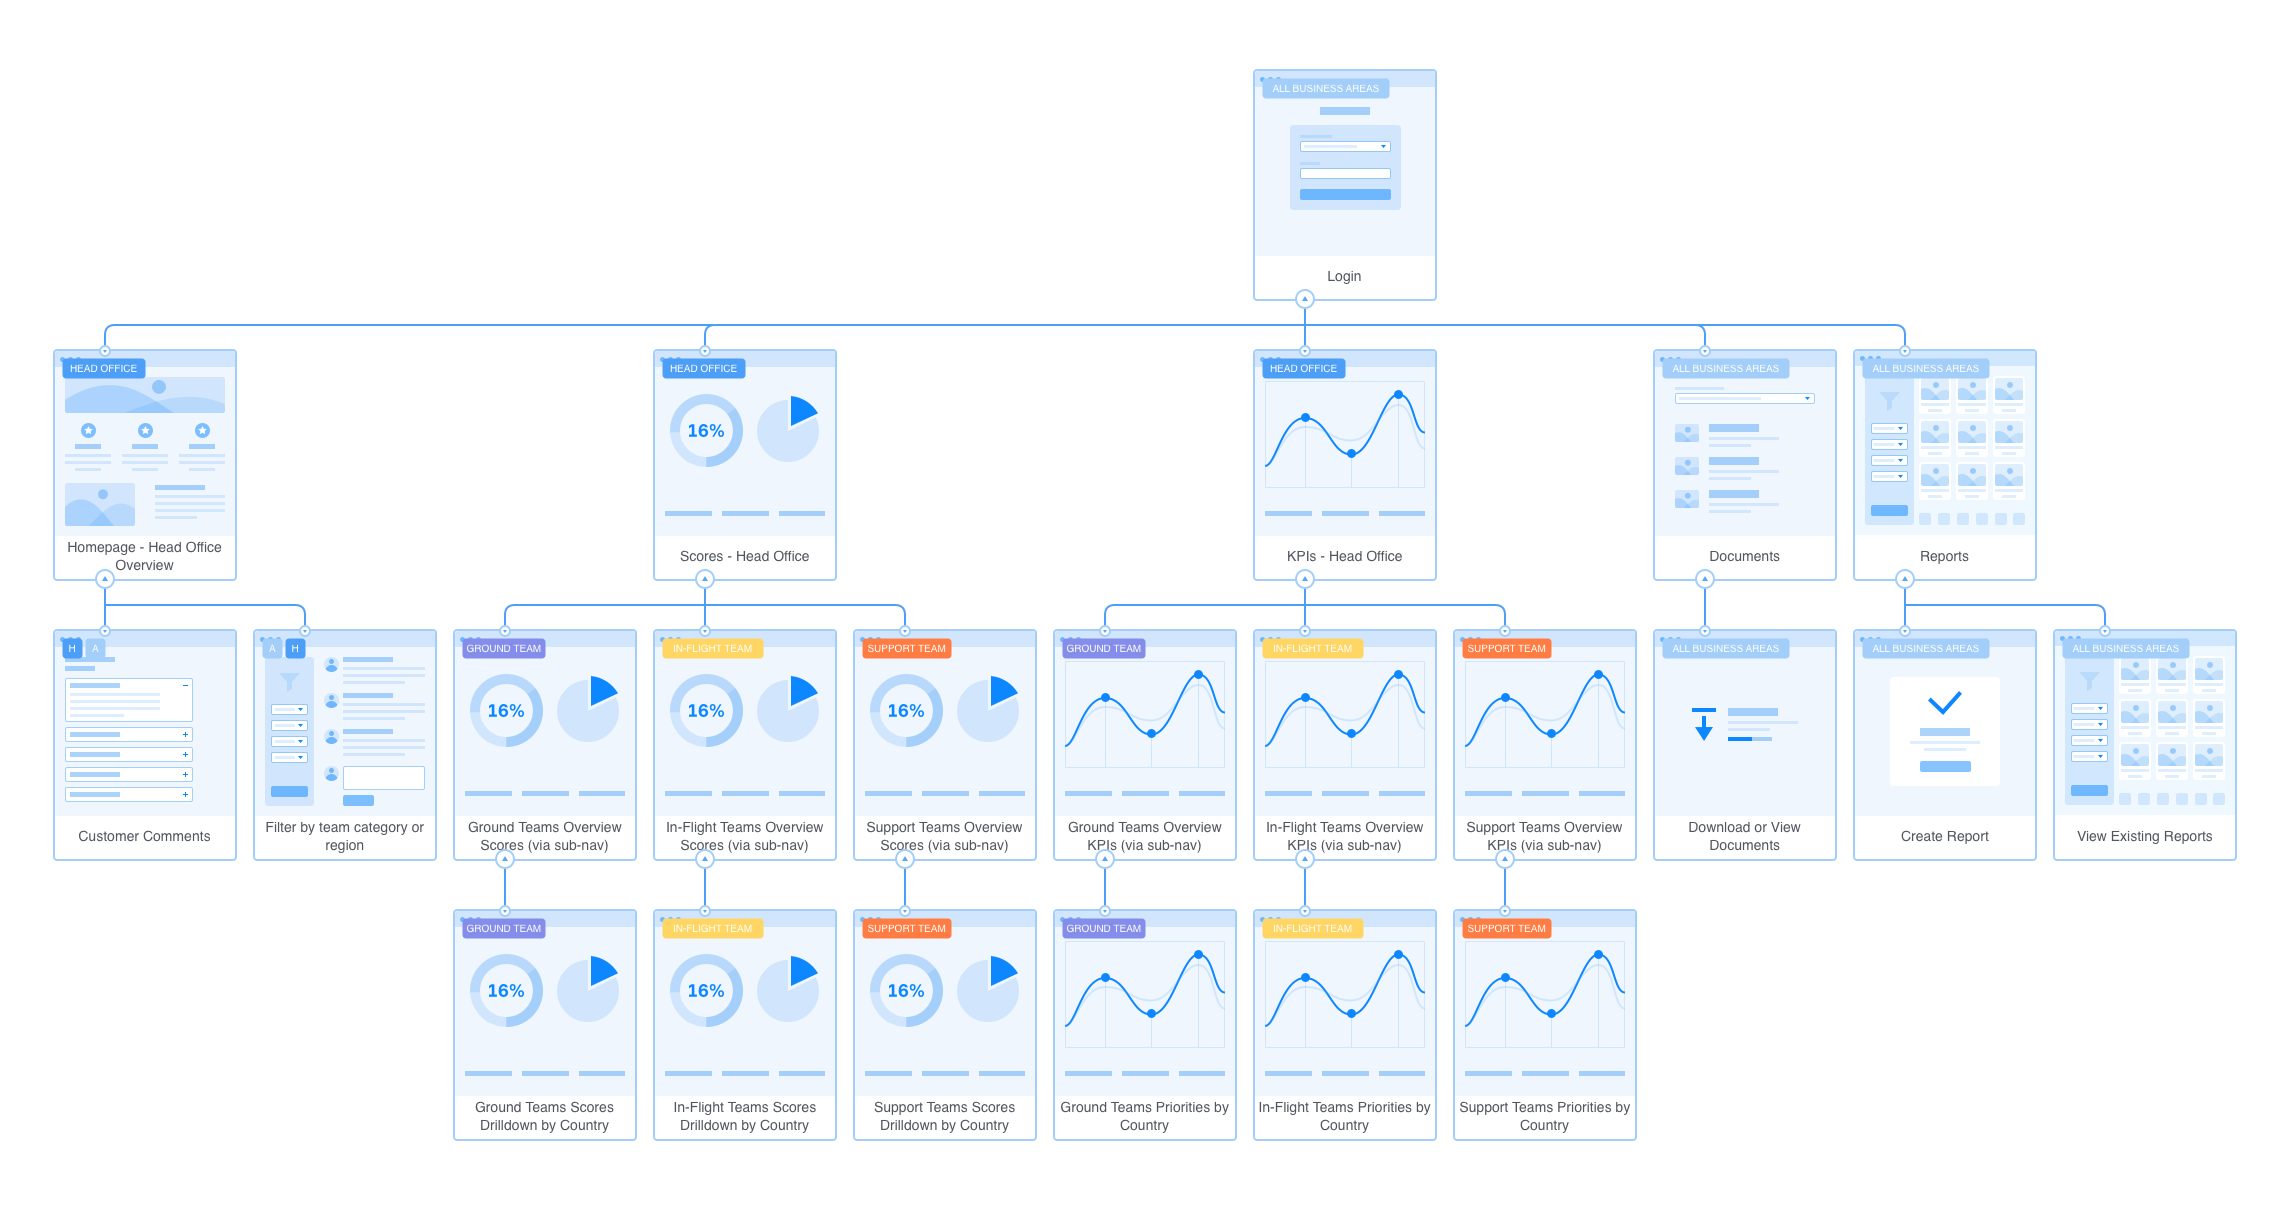 ALL BUSINESS AREAS
Login
HEAD OFFICE
Homepage - Head Office
Overview
HEAD OFFICE
16%
Scores - Head Office
HEAD OFFICE
KPIs - Head Office
ALL BUSINESS AREAS
Documents
ALL BUSINESS AREAS
Reports
H A
Customer Comments
A H
Filter by team category or
region
GROUND TEAM
16%
Ground Teams Overview
Scores (via sub-nav)
IN-FLIGHT TEAM
16%
In-Flight Teams Overview
Scores (via sub-nav)
SUPPORT TEAM
16%
Support Teams Overview
Scores (via sub-nav)
GROUND TEAM
Ground Teams Overview
KPIs (via sub-nav)
IN-FLIGHT TEAM
In-Flight Teams Overview
KPIs (via sub-nav)
SUPPORT TEAM
Support Teams Overview
KPIs (via sub-nav)
ALL BUSINESS AREAS
Download or View
Documents
ALL BUSINESS AREAS
Create Report
ALL BUSINESS AREAS
View Existing Reports
GROUND TEAM
16%
Ground Teams Scores
Drilldown by Country
IN-FLIGHT TEAM
16%
In-Flight Teams Scores
Drilldown by Country
SUPPORT TEAM
16%
Support Teams Scores
Drilldown by Country
GROUND TEAM
Ground Teams Priorities by
Country
IN-FLIGHT TEAM
In-Flight Teams Priorities by
Country
SUPPORT TEAM
Support Teams Priorities by
Country